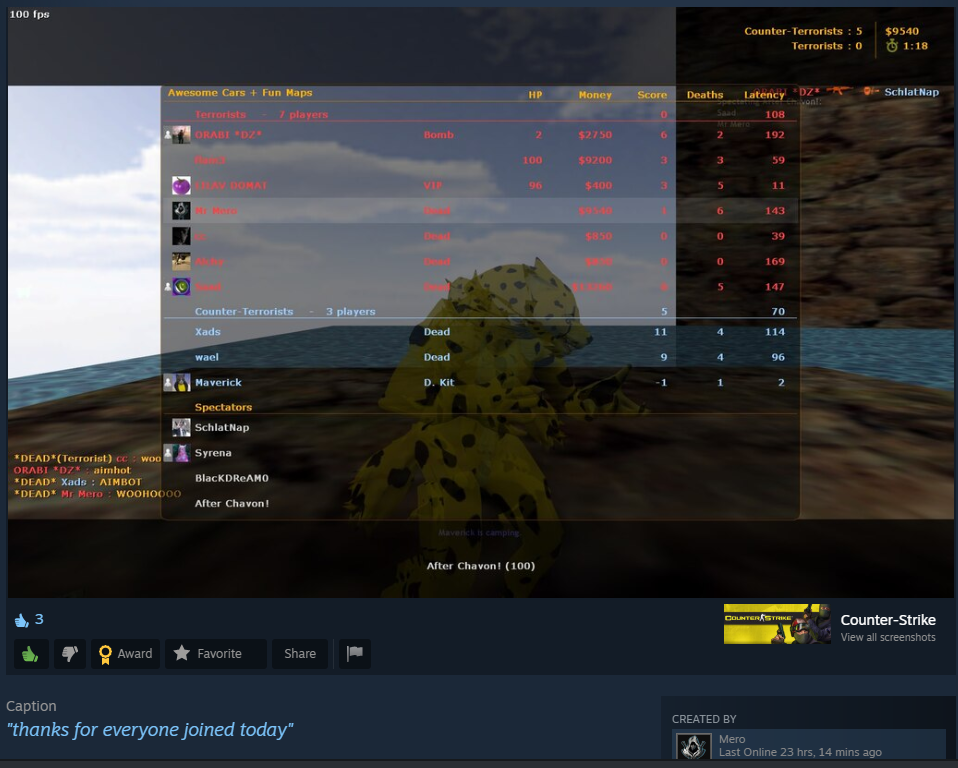 100 fps
Counter-Terrorists : 5 $9540
Terrorists : 0 1:18
*DZ* SchlatNap
Awesome Cars + Fun Maps HP Money Score Deaths Latency
Terrorists - 7 players 0 108
ORABI *DZ* Bomb 2 $2750 6 2 192
100 $9200 3 3 59
VIP 96 $400 3 5 11
Mr Mero Dead $9540 1 6 143
cc Dead $850 0 0 39
Dead 0 169
5 147
Counter-Terrorists - 3 players 5 70
Xads Dead 11 4 114
wael Dead 9 4 96
Maverick D. Kit -1 1 2
Spectators
SchlatNap
Syrena
BlacKDReAM0
After Chavon!
*DEAD*(Terrorist) cc : woo
ORABI *DZ* : aimhot
*DEAD* Xads : AIMBOT
*DEAD* Mr Mero : WOOHOOOO
Maverick is camping.
After Chavon! (100)
3
COUNTER STRIKE
Counter-Strike
View all screenshots
Award Favorite Share
Caption
"thanks for everyone joined today"
CREATED BY
Mero
Last Online 23 hrs, 14 mins ago